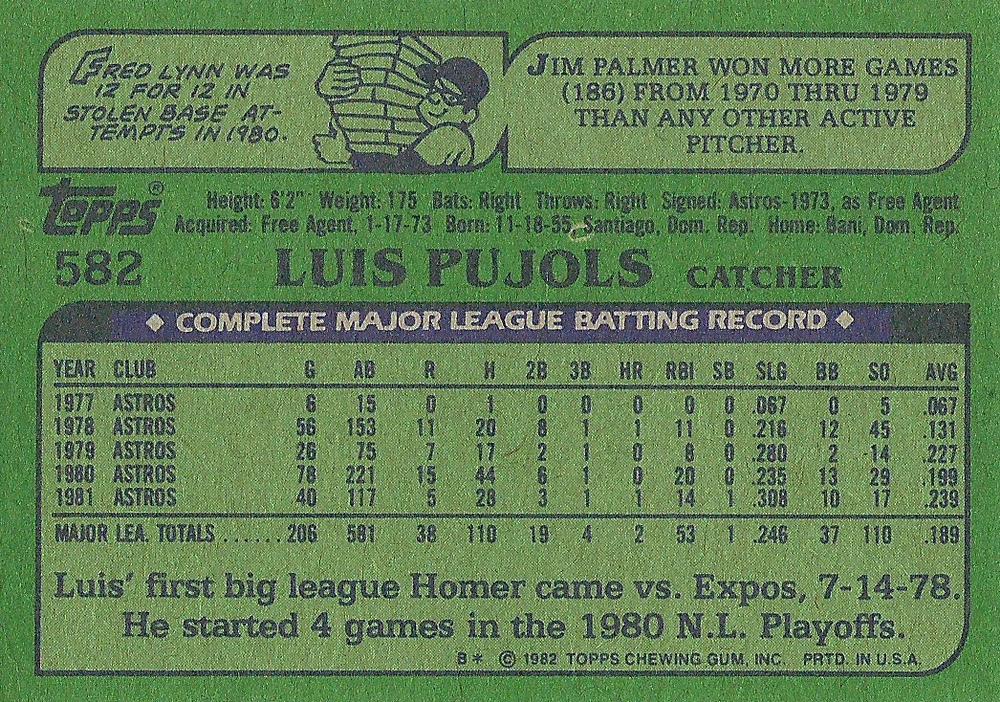 FRED LYNN WAS
12 FOR 12 IN
STOLEN BASE AT-
TEMPTS IN 1980.
JIM PALMER WON MORE GAMES
(186) FROM 1970 THRU 1979
THAN ANY OTHER ACTIVE
PITCHER.
TOPPS®
Height: 6'2" Weight: 175 Bats: Right Throws: Right Signed: Astros-1973, as Free Agent
Acquired: Free Agent, 1-17-73 Born: 11-18-55, Santiago, Dom. Rep. Home: Bani, Dom. Rep.
582 LUIS PUJOLS CATCHER
◆ COMPLETE MAJOR LEAGUE BATTING RECORD ◆
YEAR CLUB G AB R H 2B 3B HR RBI SB SLG BB SO AVG
1977 ASTROS 6 15 0 1 0 0 0 0 0 .067 0 5 .067
1978 ASTROS 56 153 11 20 8 1 1 11 0 .216 12 45 .131
1979 ASTROS 26 75 7 17 2 1 0 8 0 .280 2 14 .227
1980 ASTROS 78 221 15 44 6 1 0 20 0 .235 13 29 .199
1981 ASTROS 40 117 5 28 3 1 1 14 1 .308 10 17 .239
MAJOR LEA. TOTALS ...... 206 581 38 110 19 4 2 53 1 .246 37 110 .189
Luis' first big league Homer came vs. Expos, 7-14-78.
He started 4 games in the 1980 N.L. Playoffs.
B* © 1982 TOPPS CHEWING GUM, INC. PRTD. IN U.S.A.